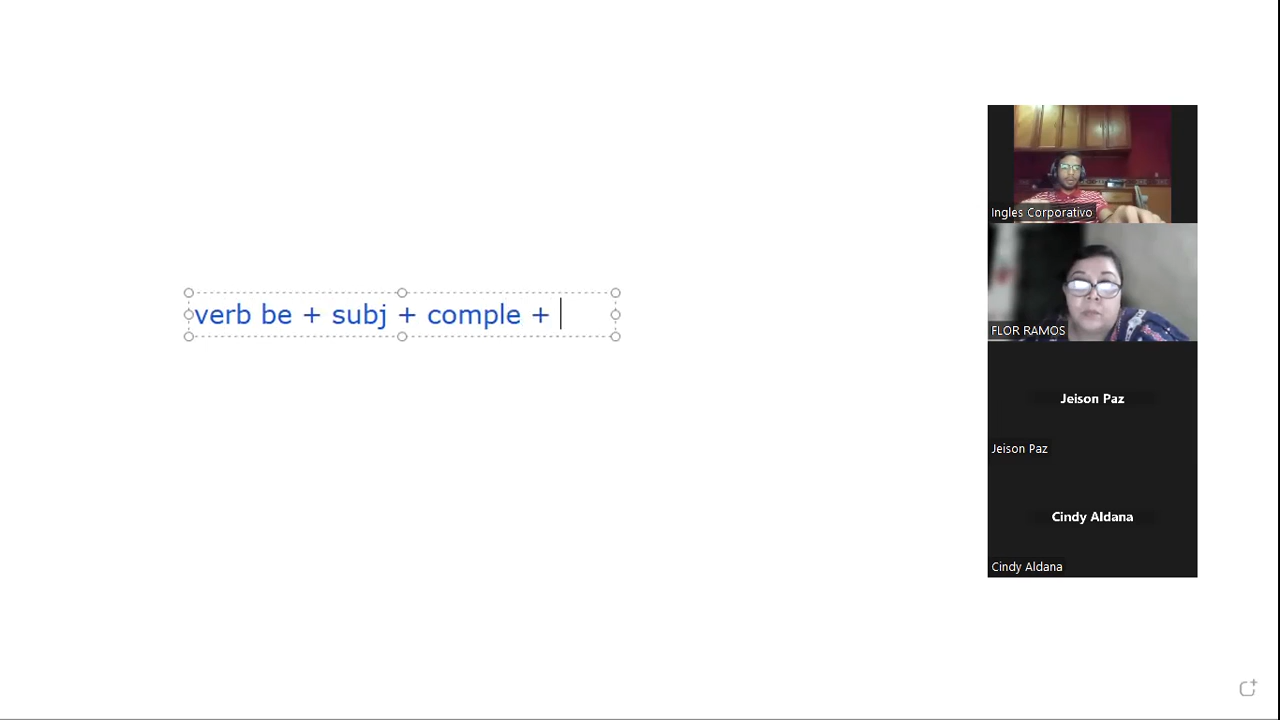 verb be + subj + comple +
Ingles Corporativo
FLOR RAMOS
Jeison Paz
Jeison Paz
Cindy Aldana
Cindy Aldana